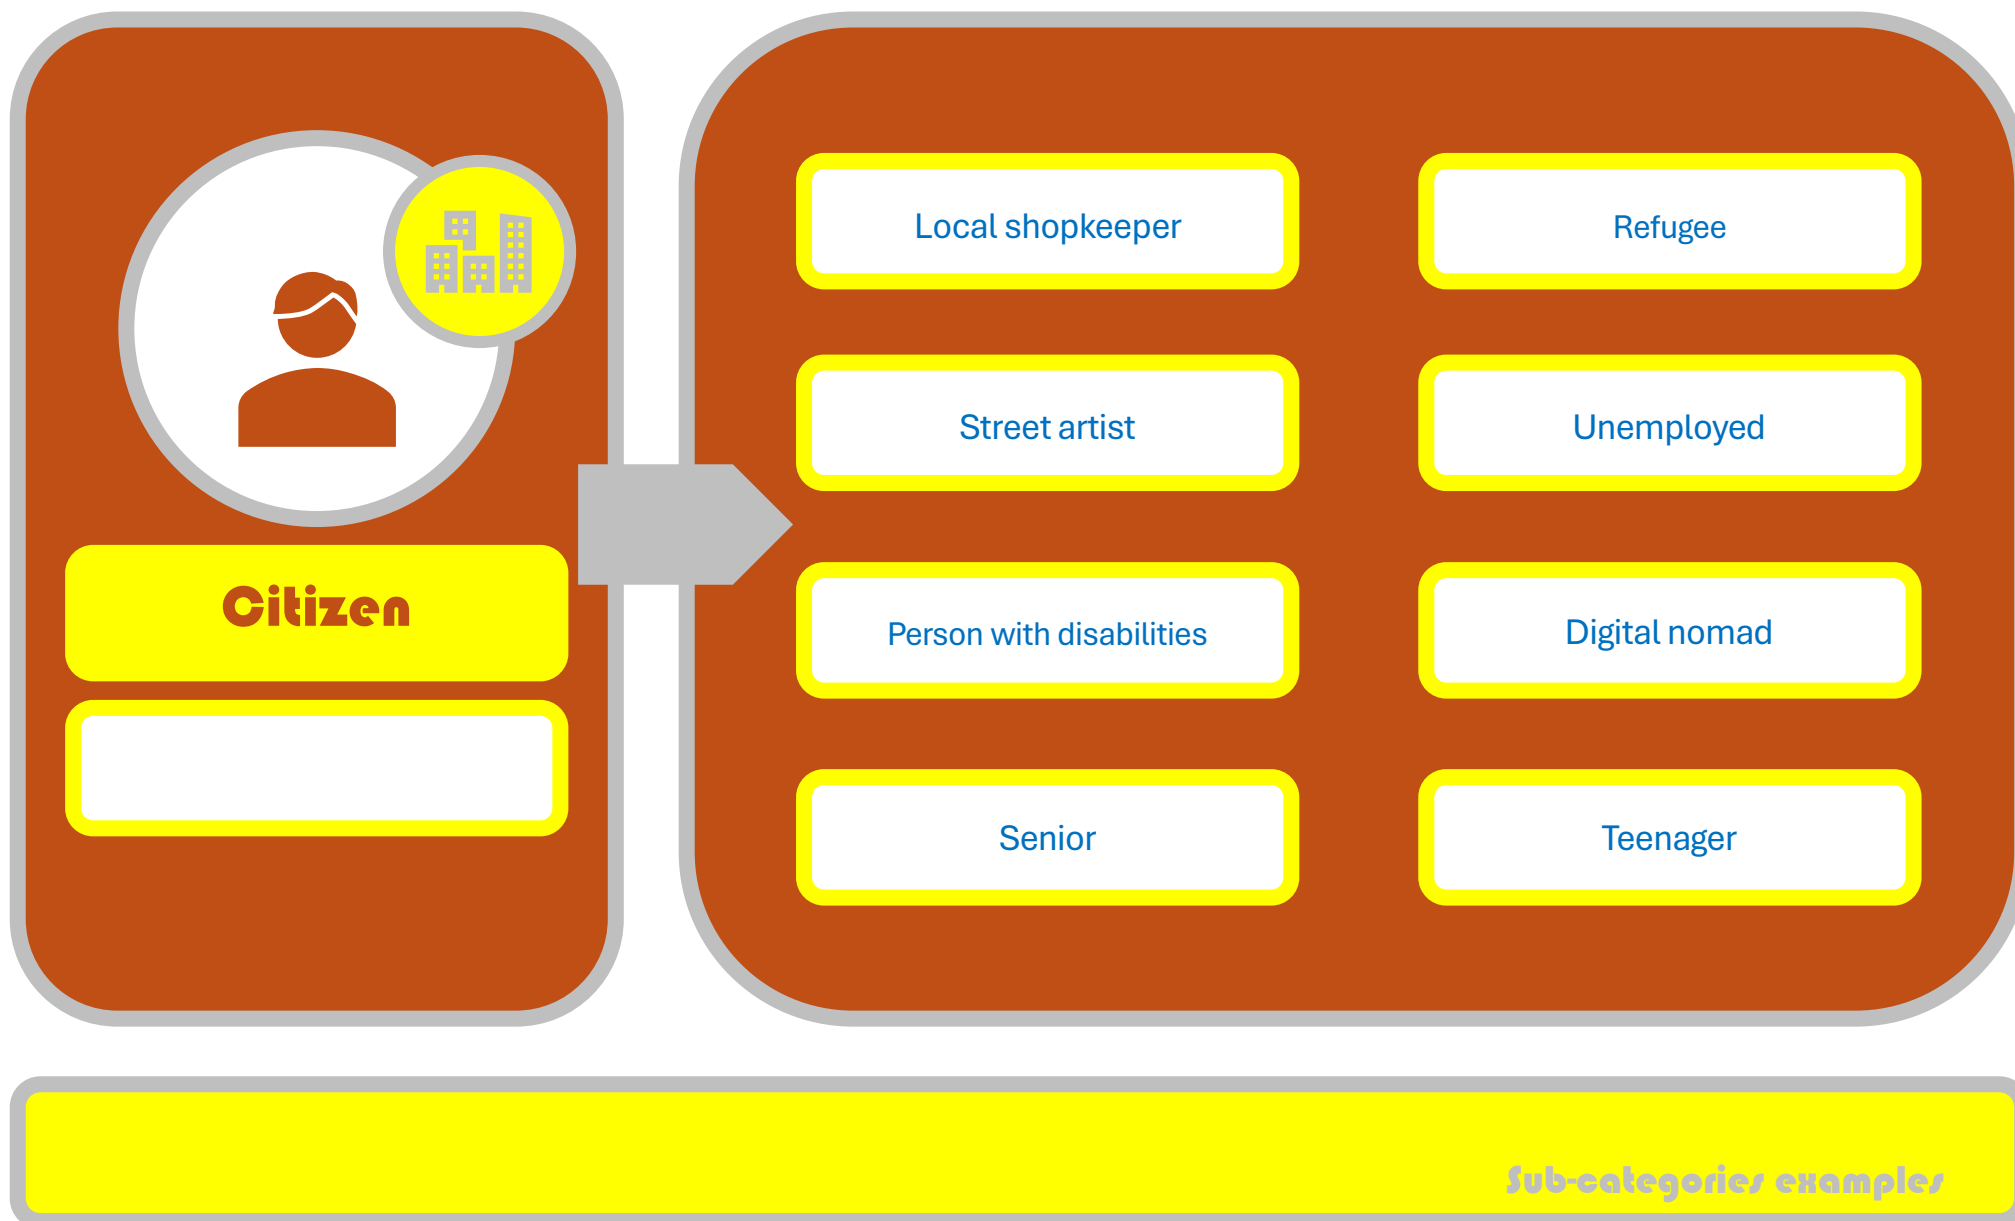 Citizen
Local shopkeeper
Refugee
Street artist
Unemployed
Person with disabilities
Digital nomad
Senior
Teenager
Sub-categories examples